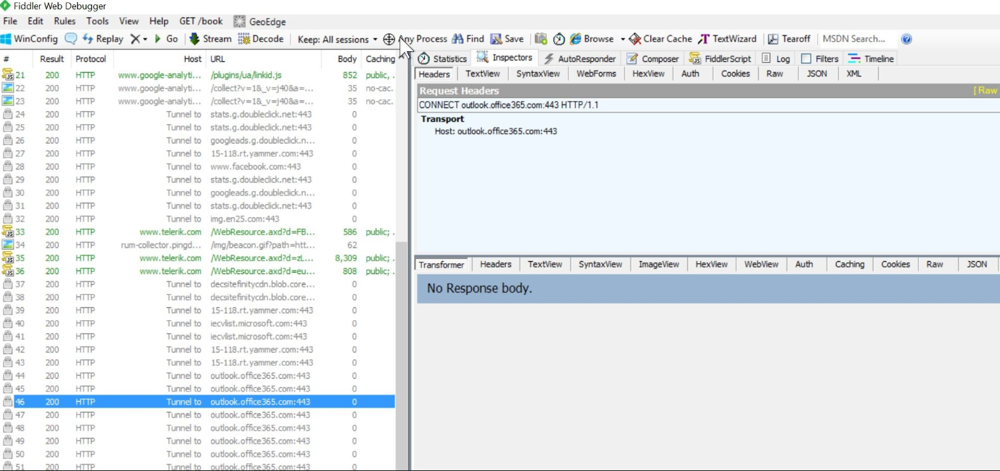 Fiddler Web Debugger
File Edit Rules Tools View Help GET /book GeoEdge
WinConfig Replay Go Stream Decode Keep: All sessions Any Process Find Save Browse Clear Cache TextWizard Tearoff MSDN Search...
# Result Protocol Host URL Body Caching
Statistics Inspectors AutoResponder Composer FiddlerScript Log Filters Timeline
Headers TextView SyntaxView WebForms HexView Auth Cookies Raw JSON XML
Request Headers [ Raw
CONNECT outlook.office365.com:443 HTTP/1.1
Transport
Host: outlook.office365.com:443
Transformer Headers TextView SyntaxView ImageView HexView WebView Auth Caching Cookies Raw JSON
No Response body.
21 200 HTTP www.google-analyti... /plugins/ua/linkid.js 852 public, .
22 200 HTTP www.google-analyti... /collect?v=1&_v=j40&a=... 35 no-cac.
23 200 HTTP www.google-analyti... /collect?v=1&_v=j40&a=... 35 no-cac.
24 200 HTTP Tunnel to stats.g.doubleclick.net:443 0
25 200 HTTP Tunnel to stats.g.doubleclick.net:443 0
26 200 HTTP Tunnel to googleads.g.doubleclick.n... 0
27 200 HTTP Tunnel to 15-118.rt.yammer.com:443 0
28 200 HTTP Tunnel to www.facebook.com:443 0
29 200 HTTP Tunnel to stats.g.doubleclick.net:443 0
30 200 HTTP Tunnel to googleads.g.doubleclick.n... 0
31 200 HTTP Tunnel to stats.g.doubleclick.net:443 0
32 200 HTTP Tunnel to img.en25.com:443 0
33 200 HTTP www.telerik.com /WebResource.axd?d=FB... 586 public; .
34 200 HTTP rum-collector.pingd... /img/beacon.gif?path=htt... 62
35 200 HTTP www.telerik.com /WebResource.axd?d=zL... 8,309 public; .
36 200 HTTP www.telerik.com /WebResource.axd?d=eu... 808 public; .
37 200 HTTP Tunnel to decsitefinitycdn.blob.core... 0
38 200 HTTP Tunnel to decsitefinitycdn.blob.core... 0
39 200 HTTP Tunnel to 15-118.rt.yammer.com:443 0
40 200 HTTP Tunnel to iecvlist.microsoft.com:443 0
41 200 HTTP Tunnel to iecvlist.microsoft.com:443 0
42 200 HTTP Tunnel to 15-118.rt.yammer.com:443 0
43 200 HTTP Tunnel to 15-118.rt.yammer.com:443 0
44 200 HTTP Tunnel to outlook.office365.com:443 0
45 200 HTTP Tunnel to outlook.office365.com:443 0
46 200 HTTP Tunnel to outlook.office365.com:443 0
47 200 HTTP Tunnel to outlook.office365.com:443 0
48 200 HTTP Tunnel to outlook.office365.com:443 0
49 200 HTTP Tunnel to outlook.office365.com:443 0
50 200 HTTP Tunnel to outlook.office365.com:443 0
51 200 HTTP Tunnel to outlook.office365.com:443 0